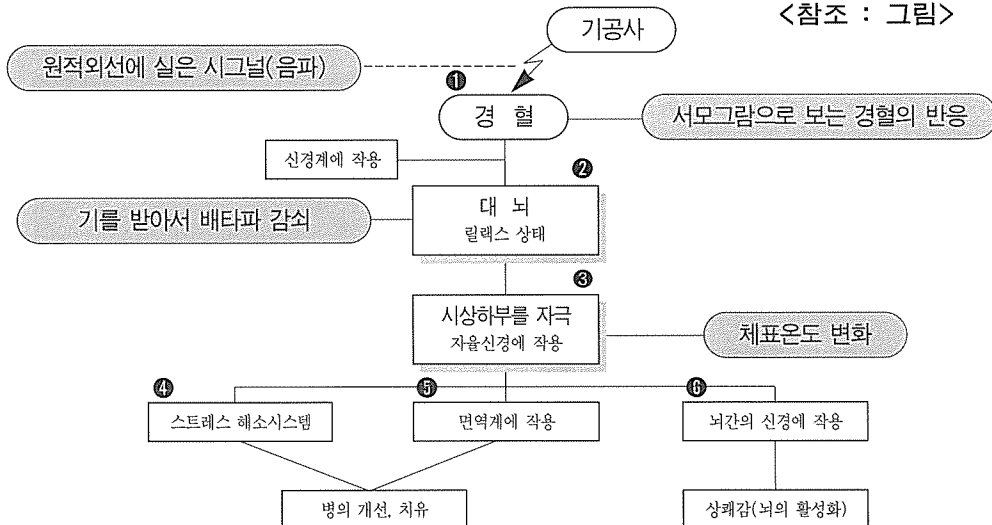 <참조 : 그림>
기공사
원적외선에 실은 시그널(음파)
❶
경 혈
서모그람으로 보는 경혈의 반응
신경계에 작용
❷
대 뇌
릴랙스 상태
기를 받아서 배타파 감쇠
❸
시상하부를 자극
자율신경에 작용
체표온도 변화
❹
스트레스 해소시스템
❺
면역계에 작용
❻
뇌간의 신경에 작용
병의 개선, 치유
상쾌감(뇌의 활성화)